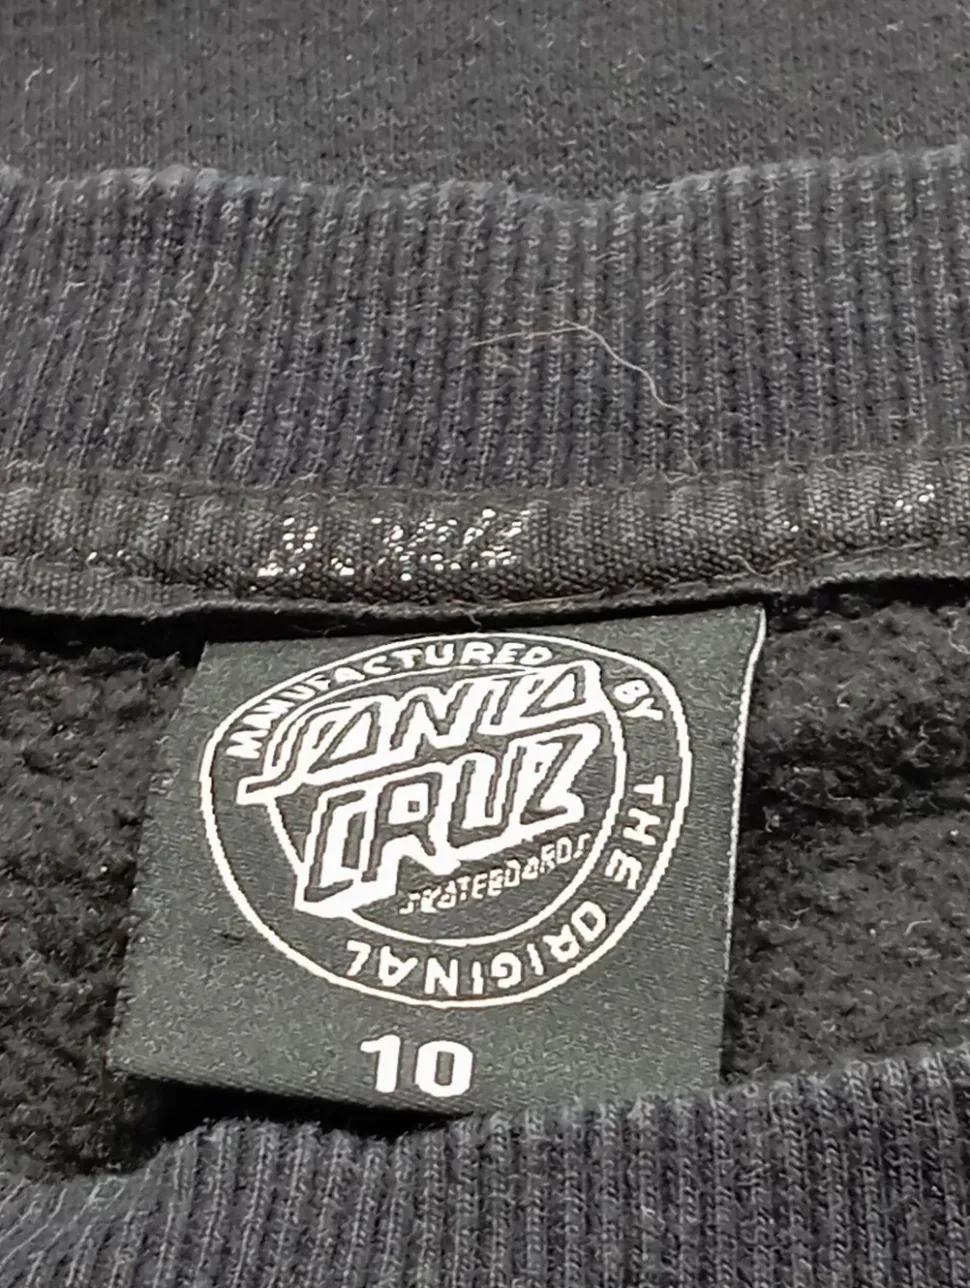 MANUFACTURED BY THE ORIGINAL
SANTA
CRUZ
SKATEBOARDS
10